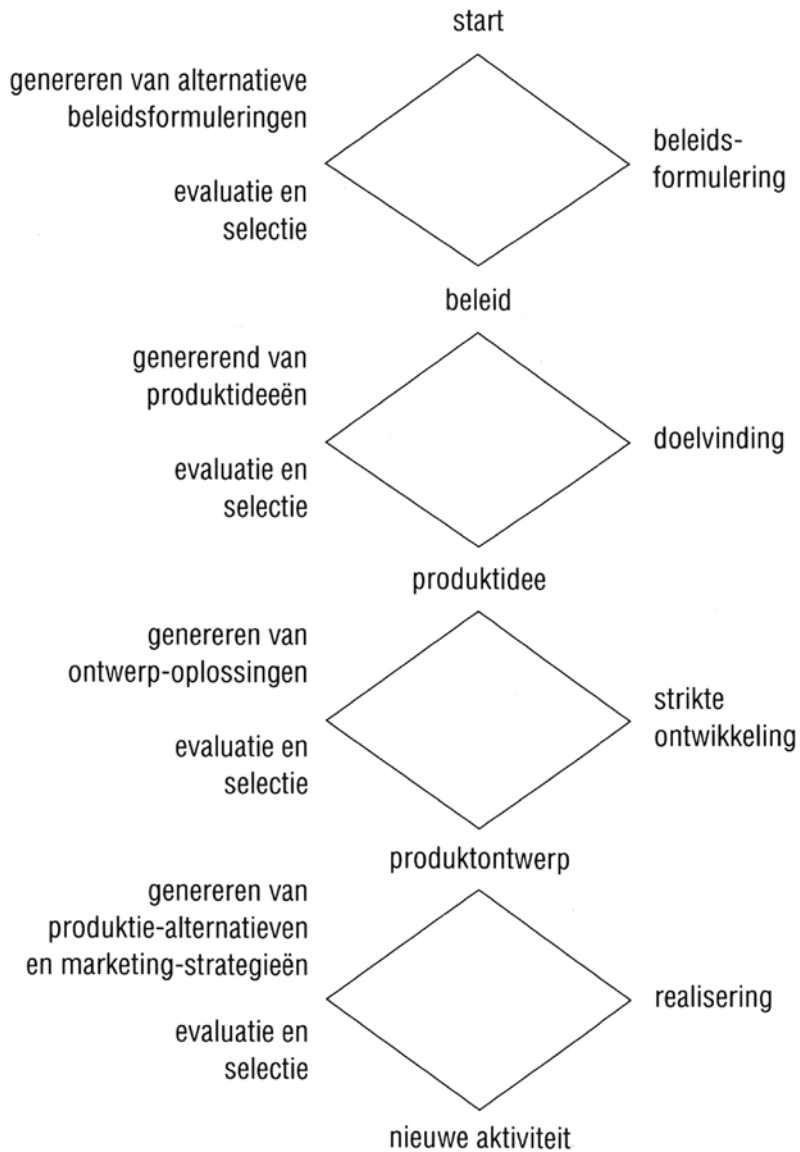 start
genereren van alternatieve
beleidsformuleringen
beleids-
formulering
evaluatie en
selectie
beleid
genererend van
produktideeën
doelvinding
evaluatie en
selectie
produktidee
genereren van
ontwerp-oplossingen
strikte
ontwikkeling
evaluatie en
selectie
produktontwerp
genereren van
produktie-alternatieven
en marketing-strategieën
realisering
evaluatie en
selectie
nieuwe aktiviteit